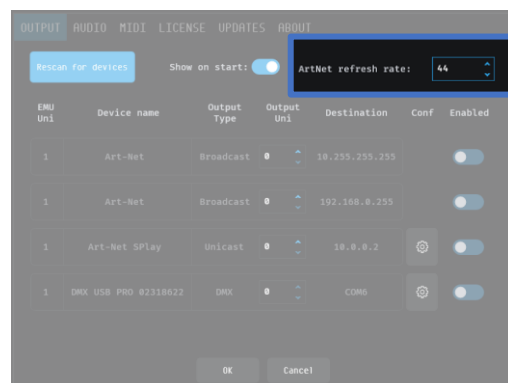 OUTPUT AUDIO MIDI LICENSE UPDATES ABOUT
Rescan for devices Show on start: ArtNet refresh rate: 44
EMU Uni Device name Output Type Output Uni Destination Conf Enabled
1 Art-Net Broadcast 0 10.255.255.255
1 Art-Net Broadcast 0 192.168.0.255
1 Art-Net SPlay Unicast 0 10.0.0.2
1 DMX USB PRO 02318622 DMX 0 COM6
OK Cancel